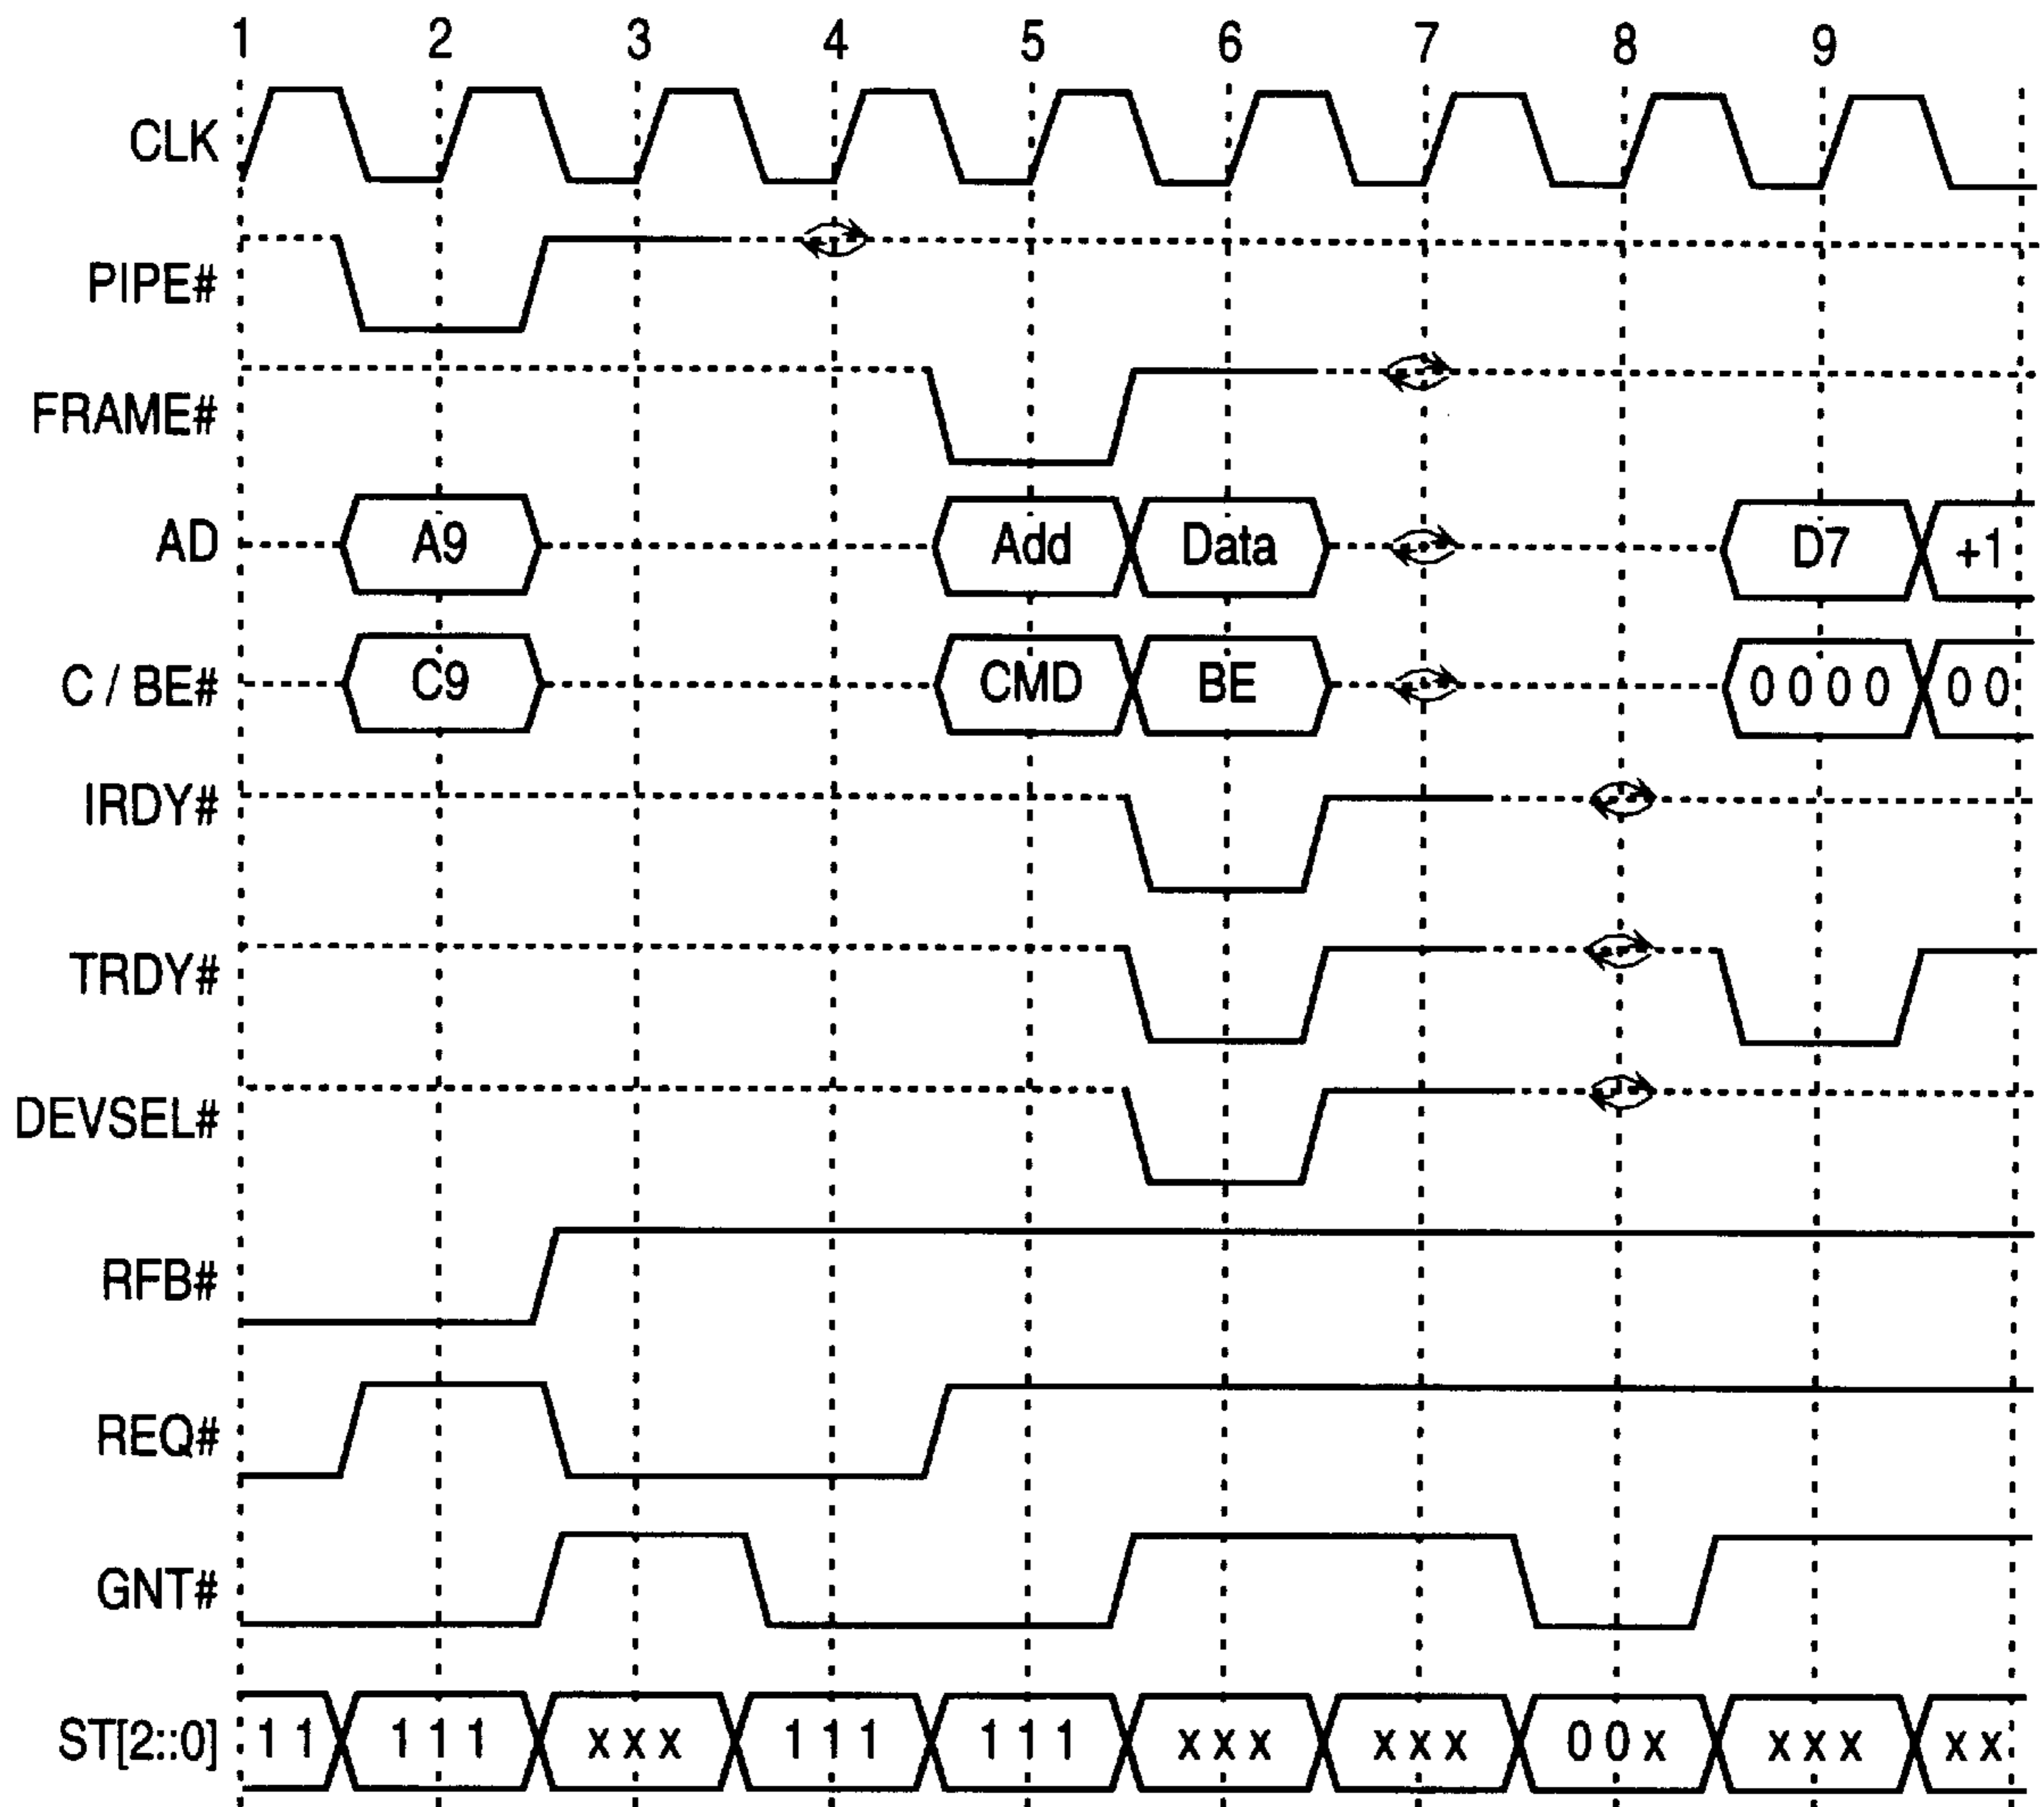 1 2 3 4 5 6 7 8 9
CLK
PIPE#
FRAME#
AD A9 Add Data D7 +1
C / BE# C9 CMD BE 0 0 0 0 0 0
IRDY#
TRDY#
DEVSEL#
RFB#
REQ#
GNT#
ST[2::0] 1 1 1 1 1 x x x 1 1 1 1 1 1 x x x x x x 0 0 x x x x x x